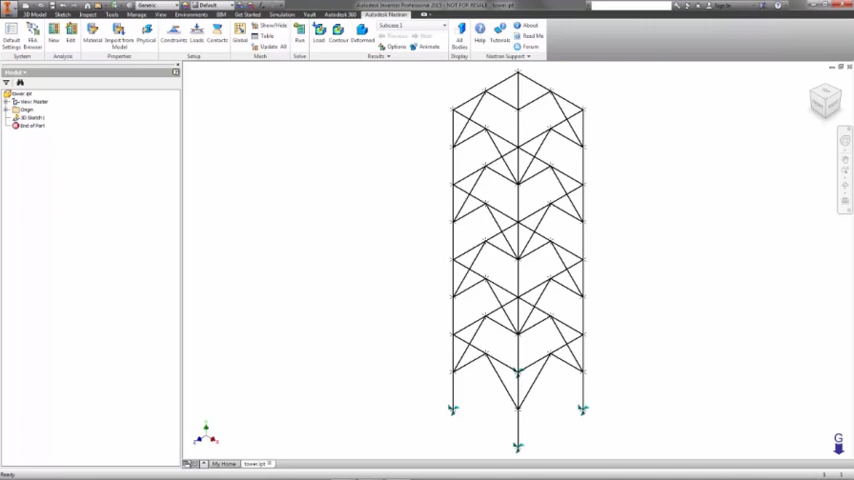 Generic
Default
Autodesk Inventor Professional 2015 - NOT FOR RESALE tower.ipt
Sign In
3D Model Sketch Inspect Tools Manage View Environments BIM Get Started Simulation Vault Autodesk 360 Autodesk Nastran
Default Settings
FEA Browser
New
Edit
Material
Import from Model
Physical
Constraints
Loads
Contacts
Global
Show/Hide
Table
Update All
Run
Load
Contour
Deformed
Subcase 1
Previous
Options
Animate
All Bodies
Help
Tutorials
About
Read Me
Forum
System Analysis Properties Setup Mesh Solve Results Display Nastran Support
Model
tower.ipt
View: Master
Origin
3D Sketch1
End of Part
G
My Home tower.ipt
Ready